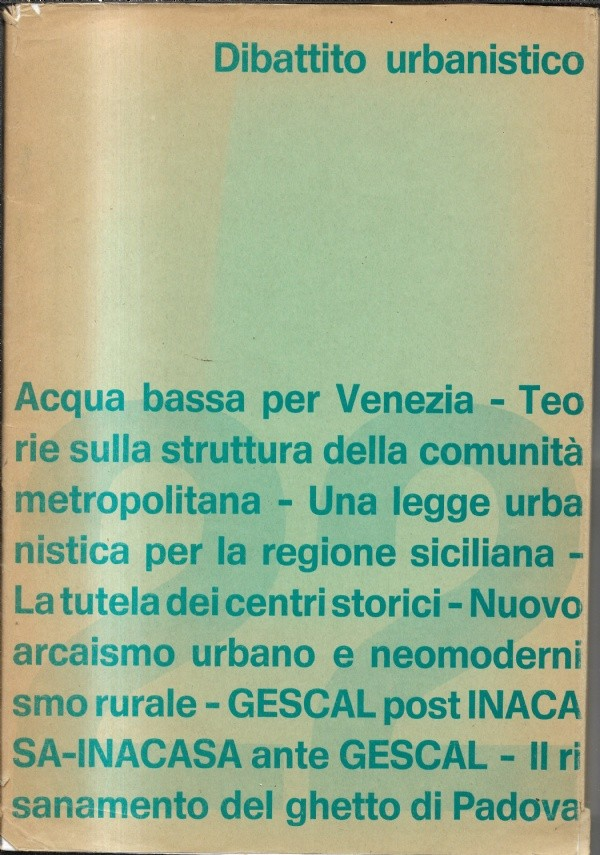 Dibattito urbanistico
Acqua bassa per Venezia - Teo
rie sulla struttura della comunità
metropolitana - Una legge urba
nistica per la regione siciliana -
La tutela dei centri storici - Nuovo
arcaismo urbano e neomoderni
smo rurale - GESCAL post INACA
SA-INACASA ante GESCAL - Il ri
sanamento del ghetto di Padova
22